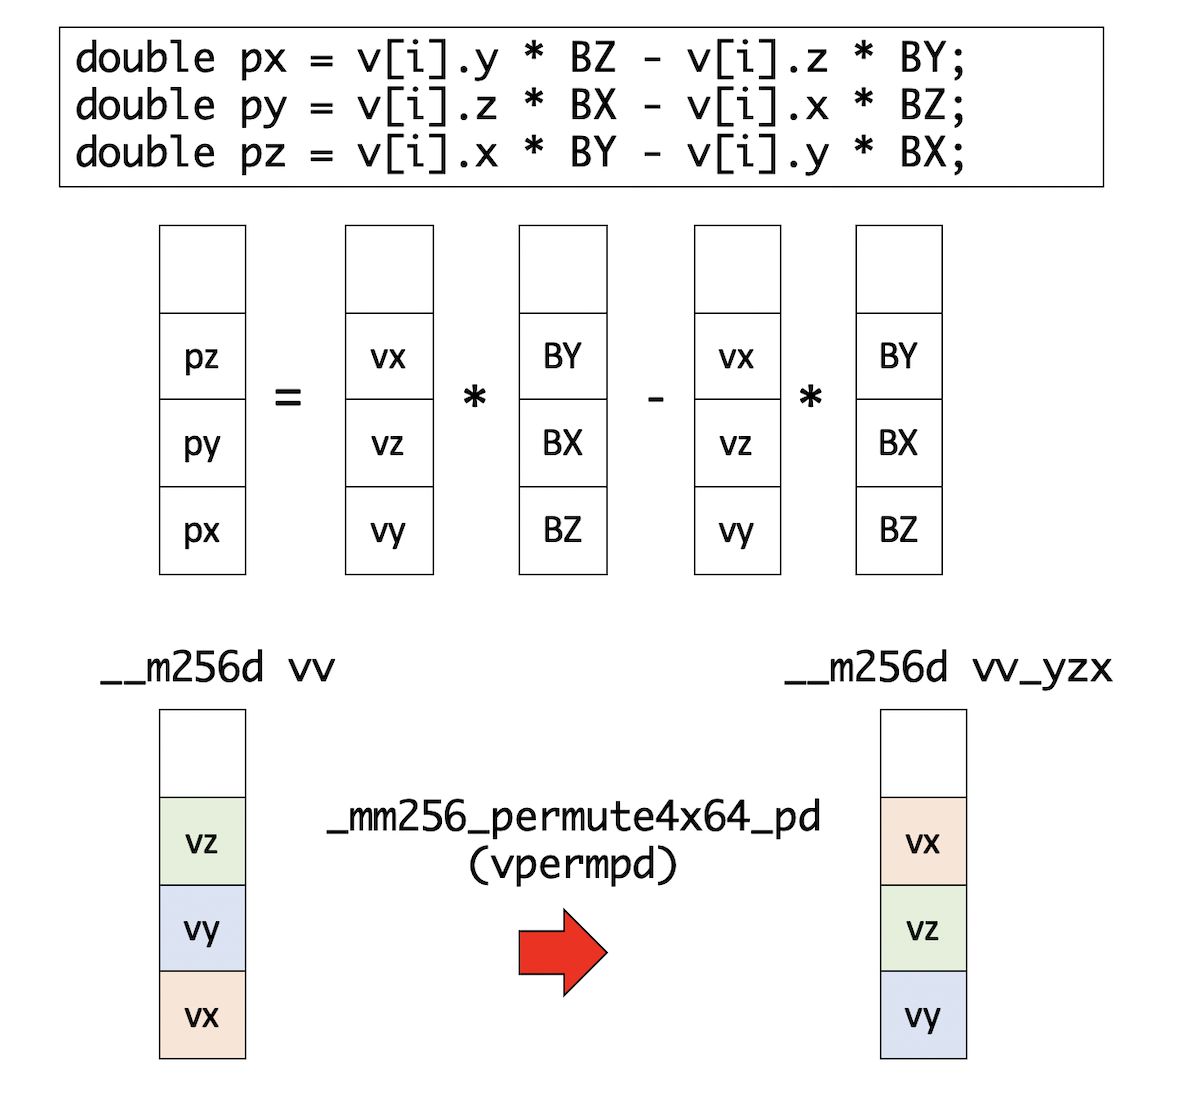 double px = v[i].y * BZ - v[i].z * BY;
double py = v[i].z * BX - v[i].x * BZ;
double pz = v[i].x * BY - v[i].y * BX;
pz vx BY vx BY
= * - *
py vz BX vz BX
px vy BZ vy BZ
__m256d vv
__m256d vv_yzx
vz
vy
vx
_mm256_permute4x64_pd
(vpermpd)
vx
vz
vy